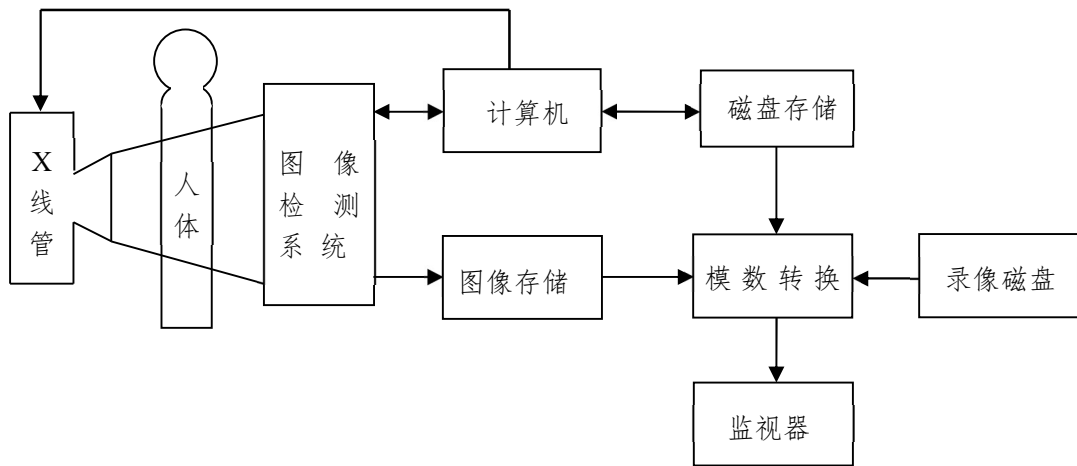 计算机
磁盘存储
X
线
管
人
体
图 像
检 测
系 统
图像存储
模 数 转 换
录像磁盘
监视器